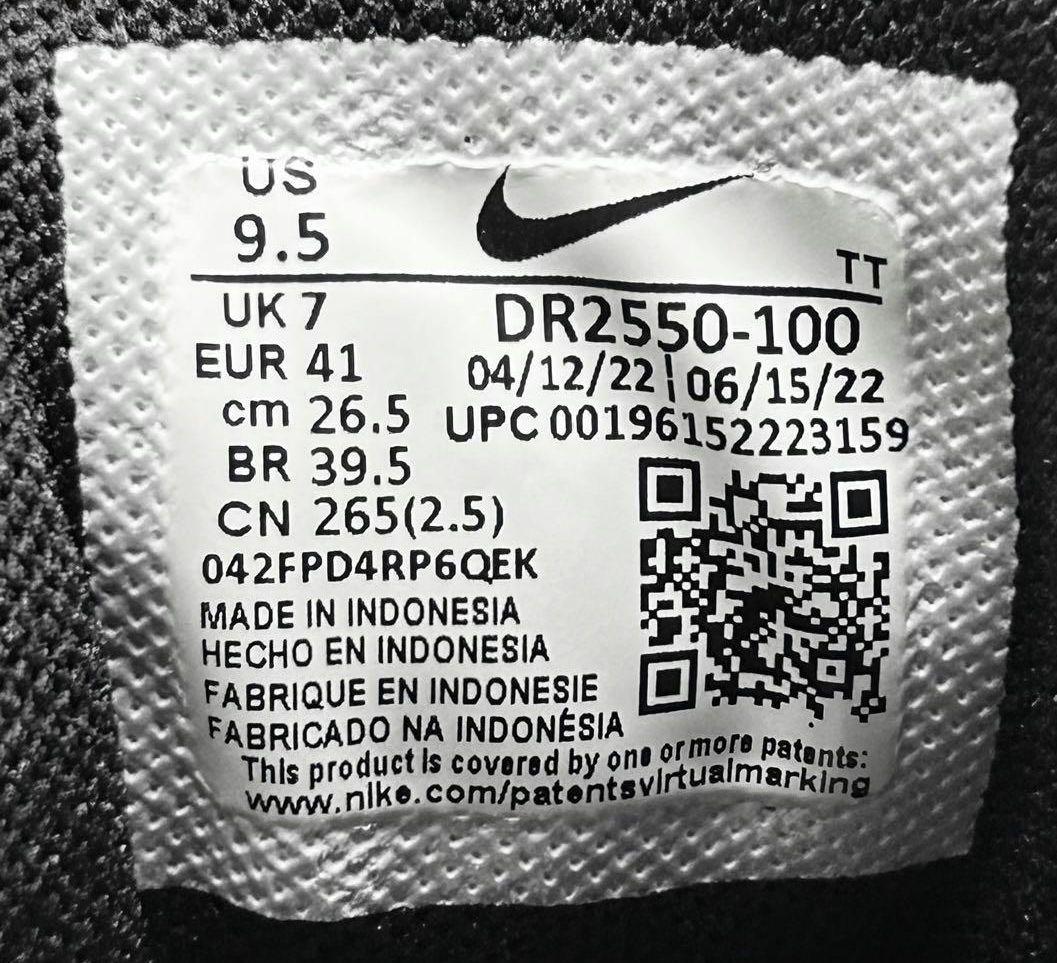 US
9.5
TT
UK 7
DR2550-100
EUR 41
04/12/22 | 06/15/22
cm 26.5
UPC 00196152223159
BR 39.5
CN 265(2.5)
042FPD4RP6QEK
MADE IN INDONESIA
HECHO EN INDONESIA
FABRIQUE EN INDONESIE
FABRICADO NA INDONÉSIA
This product is covered by one or more patents:
www.nike.com/patentsvirtualmarking